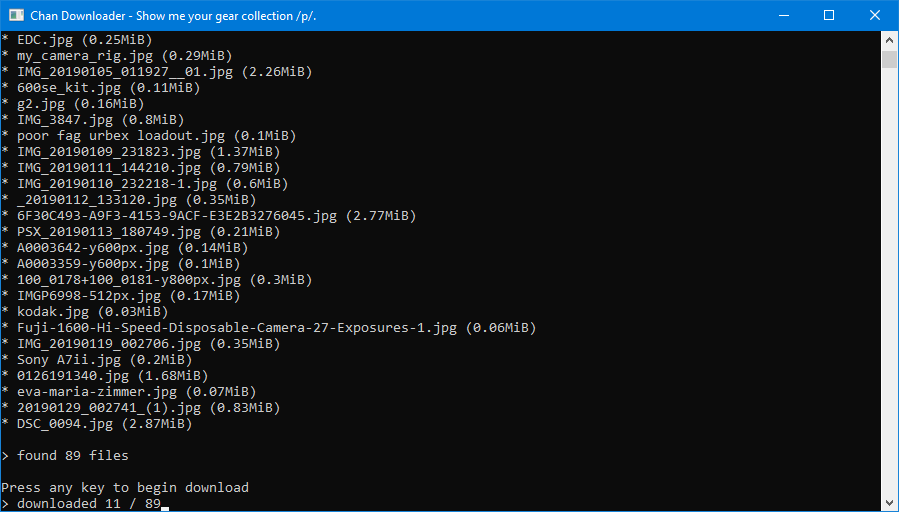 Chan Downloader - Show me your gear collection /p/.
* EDC.jpg (0.25MiB)
* my_camera_rig.jpg (0.29MiB)
* IMG_20190105_011927__01.jpg (2.26MiB)
* 600se_kit.jpg (0.11MiB)
* g2.jpg (0.16MiB)
* IMG_3847.jpg (0.8MiB)
* poor fag urbex loadout.jpg (0.1MiB)
* IMG_20190109_231823.jpg (1.37MiB)
* IMG_20190111_144210.jpg (0.79MiB)
* IMG_20190110_232218-1.jpg (0.6MiB)
* _20190112_133120.jpg (0.35MiB)
* 6F30C493-A9F3-4153-9ACF-E3E2B3276045.jpg (2.77MiB)
* PSX_20190113_180749.jpg (0.21MiB)
* A0003642-y600px.jpg (0.14MiB)
* A0003359-y600px.jpg (0.1MiB)
* 100_0178+100_0181-y800px.jpg (0.3MiB)
* IMGP6998-512px.jpg (0.17MiB)
* kodak.jpg (0.03MiB)
* Fuji-1600-Hi-Speed-Disposable-Camera-27-Exposures-1.jpg (0.06MiB)
* IMG_20190119_002706.jpg (0.35MiB)
* Sony A7ii.jpg (0.2MiB)
* 0126191340.jpg (1.68MiB)
* eva-maria-zimmer.jpg (0.07MiB)
* 20190129_002741_(1).jpg (0.83MiB)
* DSC_0094.jpg (2.87MiB)
> found 89 files
Press any key to begin download
> downloaded 11 / 89